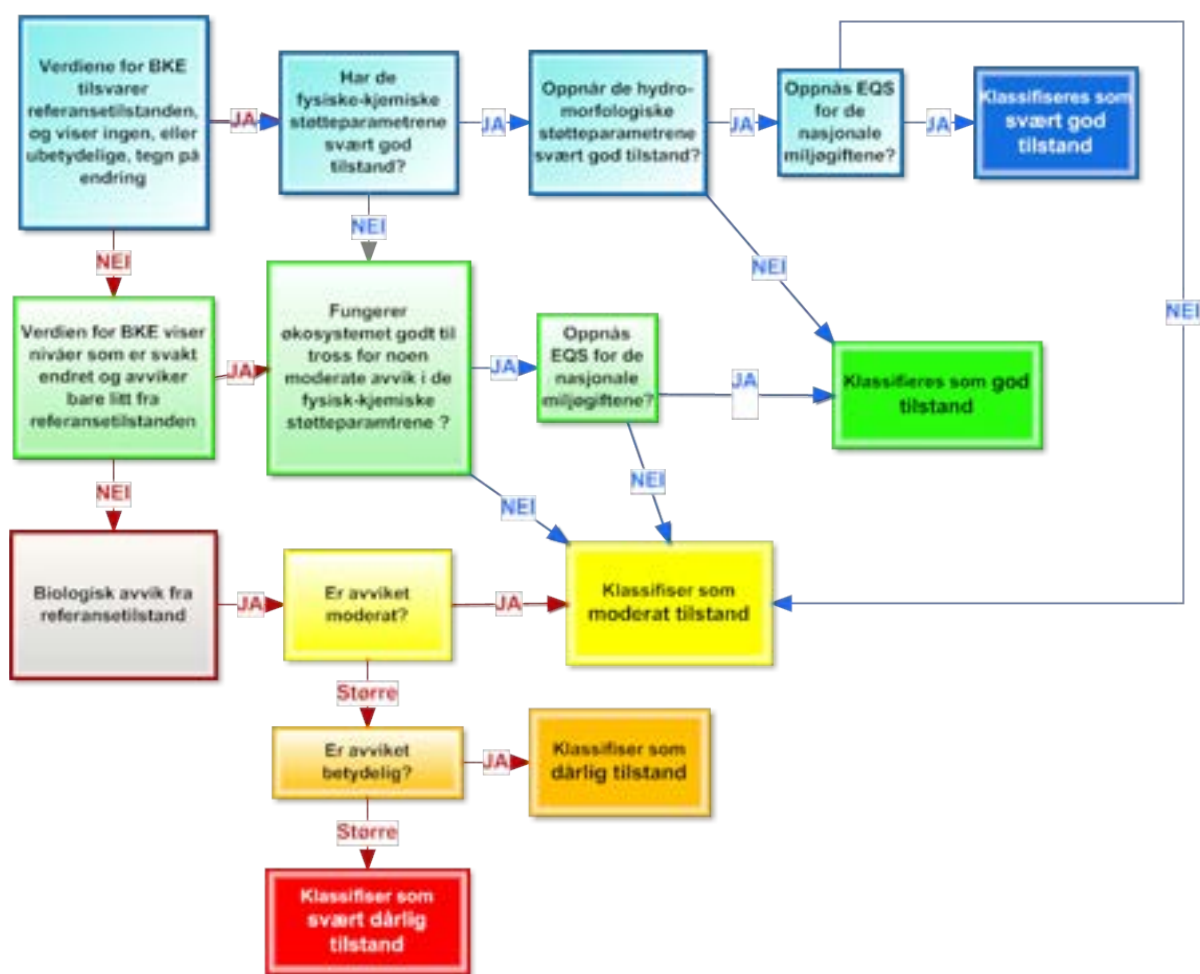 Verdiene for BKE
tilsvarer
referansetilstanden,
og viser ingen, eller
ubetydelige, tegn på
endring
JA
Har de
fysiske-kjemiske
støtteparametrene
svært god
tilstand?
JA
Oppnår de hydro-
morfologiske
støtteparametrene
svært god tilstand?
JA
Oppnås EQS
for de
nasjonale
miljøgiftene?
JA
Klassifiseres som
svært god
tilstand
NEI
NEI
NEI
NEI
Verdien for BKE viser
nivåer som er svakt
endret og avviker
bare litt fra
referansetilstanden
JA
Fungerer
økosystemet godt til
tross for noen
moderate avvik i de
fysisk-kjemiske
støtteparamtrene ?
JA
Oppnås
EQS for de
nasjonale
miljøgiftene?
JA
Klassifieres som god
tilstand
NEI
NEI
NEI
Biologisk avvik fra
referansetilstand
JA
Er avviket
moderat?
JA
Klassifiser som
moderat tilstand
Større
Er avviket
betydelig?
JA
Klassifiser som
dårlig tilstand
Større
Klassifiser som
svært dårlig
tilstand